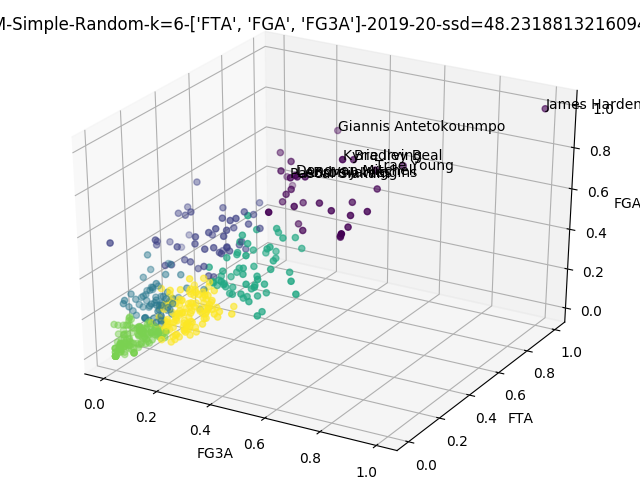 M-Simple-Random-k=6-['FTA', 'FGA', 'FG3A']-2019-20-ssd=48.2318813216094
James Harden
Giannis Antetokounmpo
Bradley Beal
Trae Young
1.0
0.8
0.6
0.4
0.2
0.0
FGA
1.0
0.8
0.6
0.4
0.2
0.0
FTA
0.0
0.2
0.4
0.6
0.8
1.0
FG3A